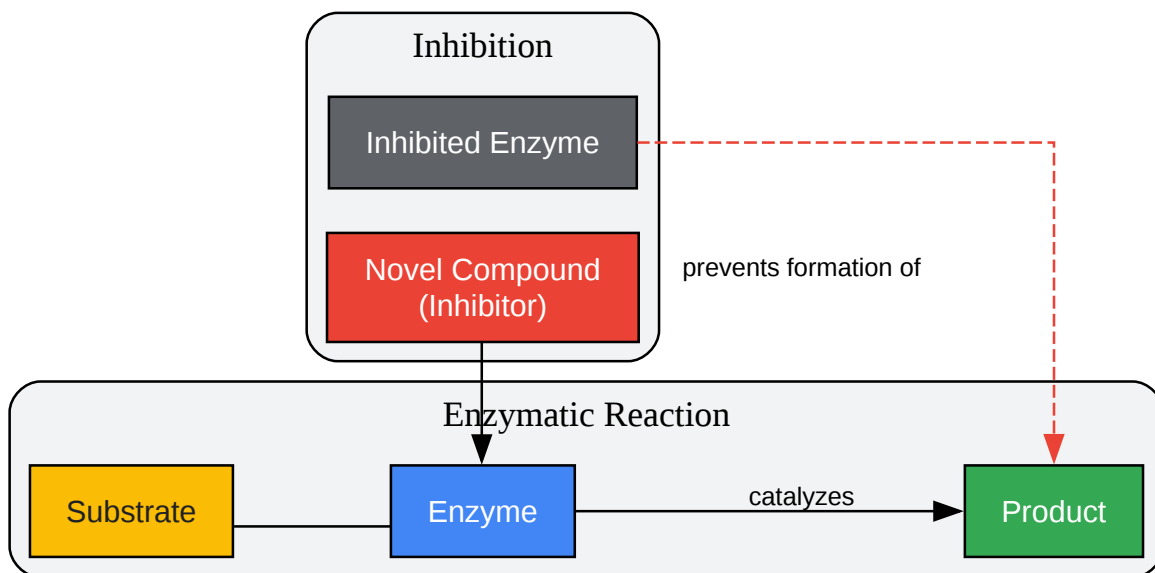 Inhibition
Inhibited Enzyme
Novel Compound
(Inhibitor)
prevents formation of
Enzymatic Reaction
Substrate
Enzyme
catalyzes
Product